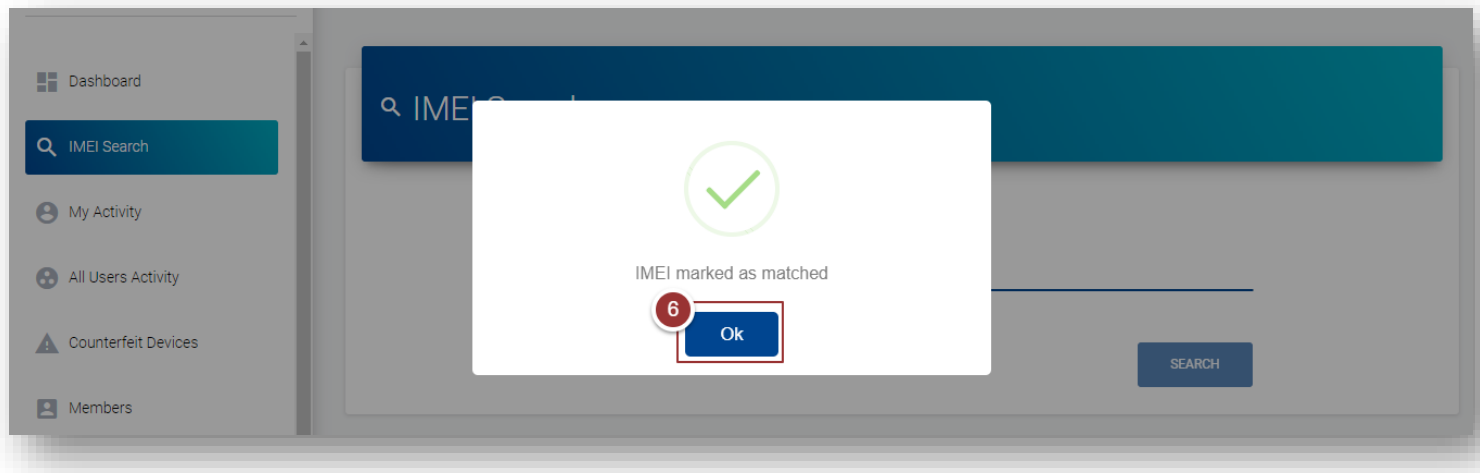 Dashboard
IMEI Search
My Activity
All Users Activity
Counterfeit Devices
Members
IMEI
IMEI marked as matched
6
Ok
SEARCH